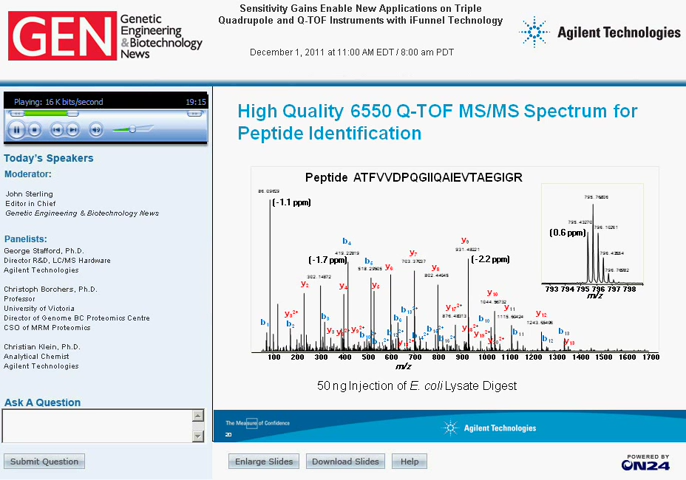 GEN
Genetic
Engineering
& Biotechnology
News
Sensitivity Gains Enable New Applications on Triple
Quadrupole and Q-TOF Instruments with iFunnel Technology
December 1, 2011 at 11:00 AM EDT / 8:00 am PDT
Agilent Technologies
Playing: 16 K bits/second
19:15
Today's Speakers
Moderator:
John Sterling
Editor in Chief
Genetic Engineering & Biotechnology News
Panelists:
George Stafford, Ph.D.
Director R&D, LC/MS Hardware
Agilent Technologies
Christoph Borchers, Ph.D.
Professor
University of Victoria
Director of Genome BC Proteomics Centre
CSO of MRM Proteomics
Christian Klein, Ph.D.
Analytical Chemist
Agilent Technologies
Ask A Question
Submit Question
High Quality 6550 Q-TOF MS/MS Spectrum for
Peptide Identification
Peptide ATFVVDPQGIIQAIEVTAEGIGR
(-1.1 ppm)
(-1.7 ppm)
(-2.2 ppm)
(0.6 ppm)
793 794 795 796 797 798
m/z
100 200 300 400 500 600 700 800 900 1000 1100 1200 1300 1400 1500 1600 1700
m/z
50 ng Injection of E. coli Lysate Digest
The Measure of Confidence
20
Agilent Technologies
Enlarge Slides
Download Slides
Help
POWERED BY
ON24